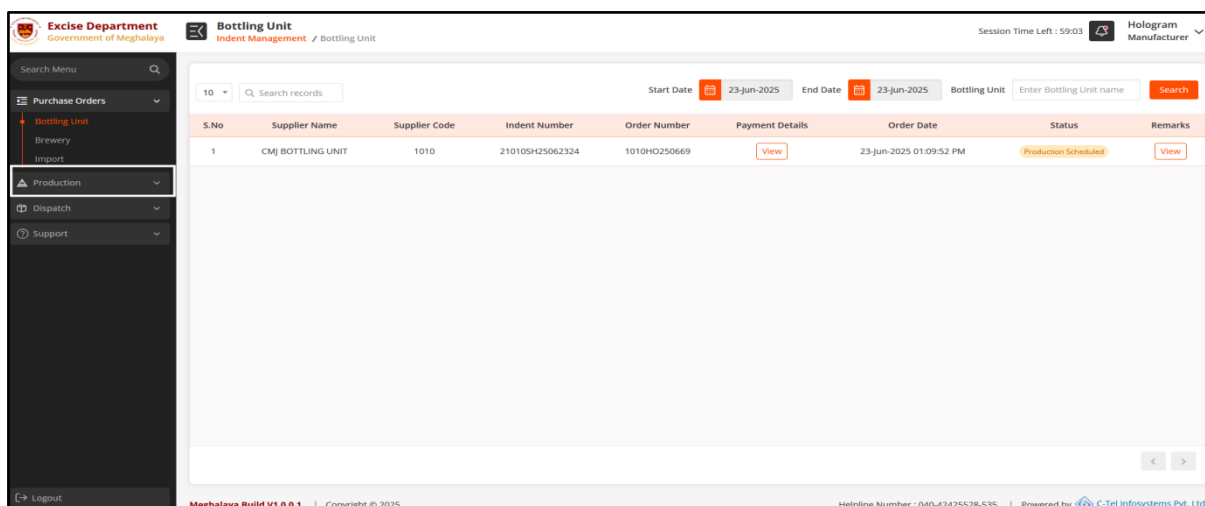 Excise Department
Government of Meghalaya
Bottling Unit
Indent Management / Bottling Unit
Session Time Left : 59:03
Hologram
Manufacturer
Search Menu
Purchase Orders
Bottling Unit
Brewery
Import
Production
Dispatch
Support
Logout
10 Search records Start Date 23-Jun-2025 End Date 23-Jun-2025 Bottling Unit Enter Bottling Unit name Search
S.No Supplier Name Supplier Code Indent Number Order Number Payment Details Order Date Status Remarks
1 CMJ BOTTLING UNIT 1010 21010SH25062324 1010HO250669 View 23-Jun-2025 01:09:52 PM Production Scheduled View
< >
Meghalaya Build V1.0.0.1 | Copyright © 2025 Helpline Number : 040-42425528-535 | Powered by C-Tel Infosystems Pvt. Ltd